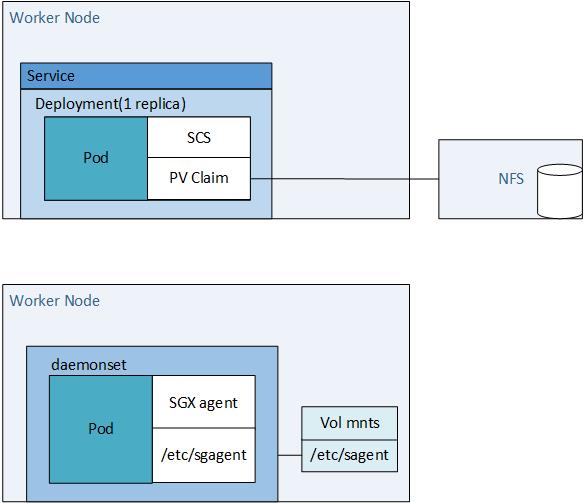 Worker Node
Service
Deployment(1 replica)
Pod
SCS
PV Claim
NFS
Worker Node
daemonset
Pod
SGX agent
/etc/sgagent
Vol mnts
/etc/sagent